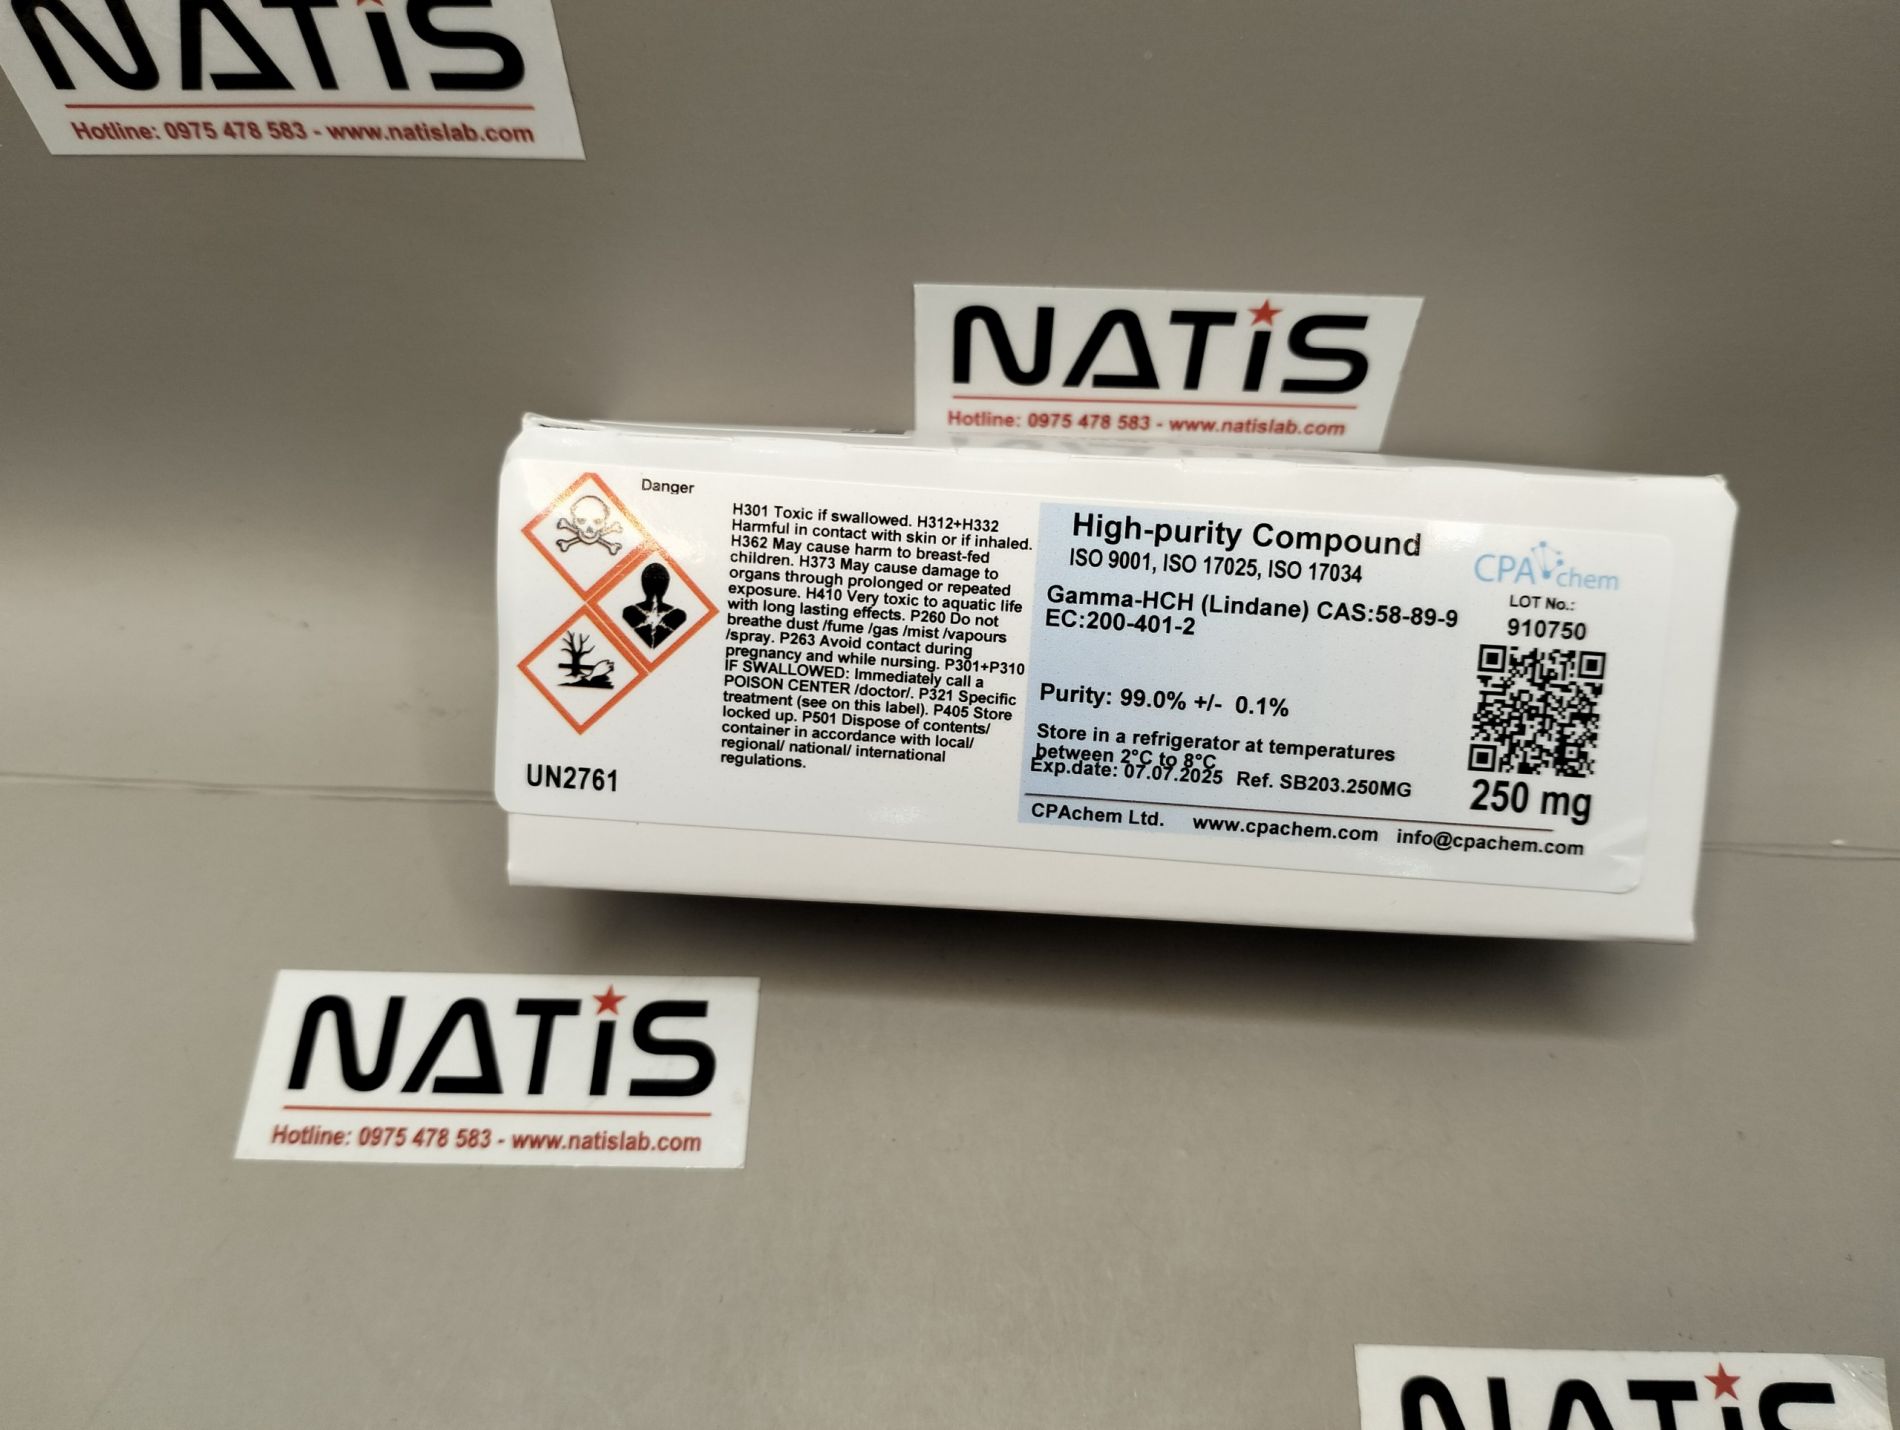 NATiS
Hotline: 0975 478 583 - www.natislab.com
NATiS
Hotline: 0975 478 583 - www.natislab.com
Danger
H301 Toxic if swallowed. H312+H332
Harmful in contact with skin or if inhaled.
H362 May cause harm to breast-fed
children. H373 May cause damage to
organs through prolonged or repeated
exposure. H410 Very toxic to aquatic life
with long lasting effects. P260 Do not
breathe dust /fume /gas /mist /vapours
/spray. P263 Avoid contact during
pregnancy and while nursing. P301+P310
IF SWALLOWED: Immediately call a
POISON CENTER /doctor/. P321 Specific
treatment (see on this label). P405 Store
locked up. P501 Dispose of contents/
container in accordance with local/
regional/ national/ international
regulations.
UN2761
High-purity Compound
ISO 9001, ISO 17025, ISO 17034
Gamma-HCH (Lindane) CAS:58-89-9
EC:200-401-2
Purity: 99.0% +/- 0.1%
Store in a refrigerator at temperatures
between 2°C to 8°C
Exp.date: 07.07.2025 Ref. SB203.250MG
CPAchem
LOT No.:
910750
250 mg
CPAchem Ltd. www.cpachem.com info@cpachem.com
NATiS
Hotline: 0975 478 583 - www.natislab.com
NATiS